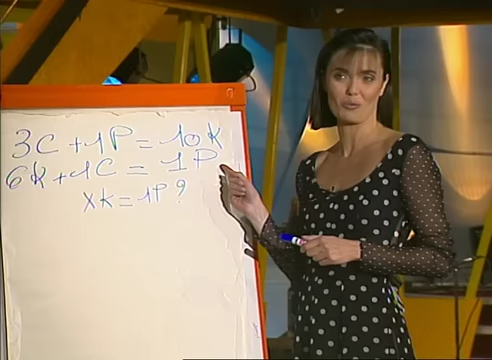 3C + 1P = 10K
6K + 1C = 1P
XK = 1P ?